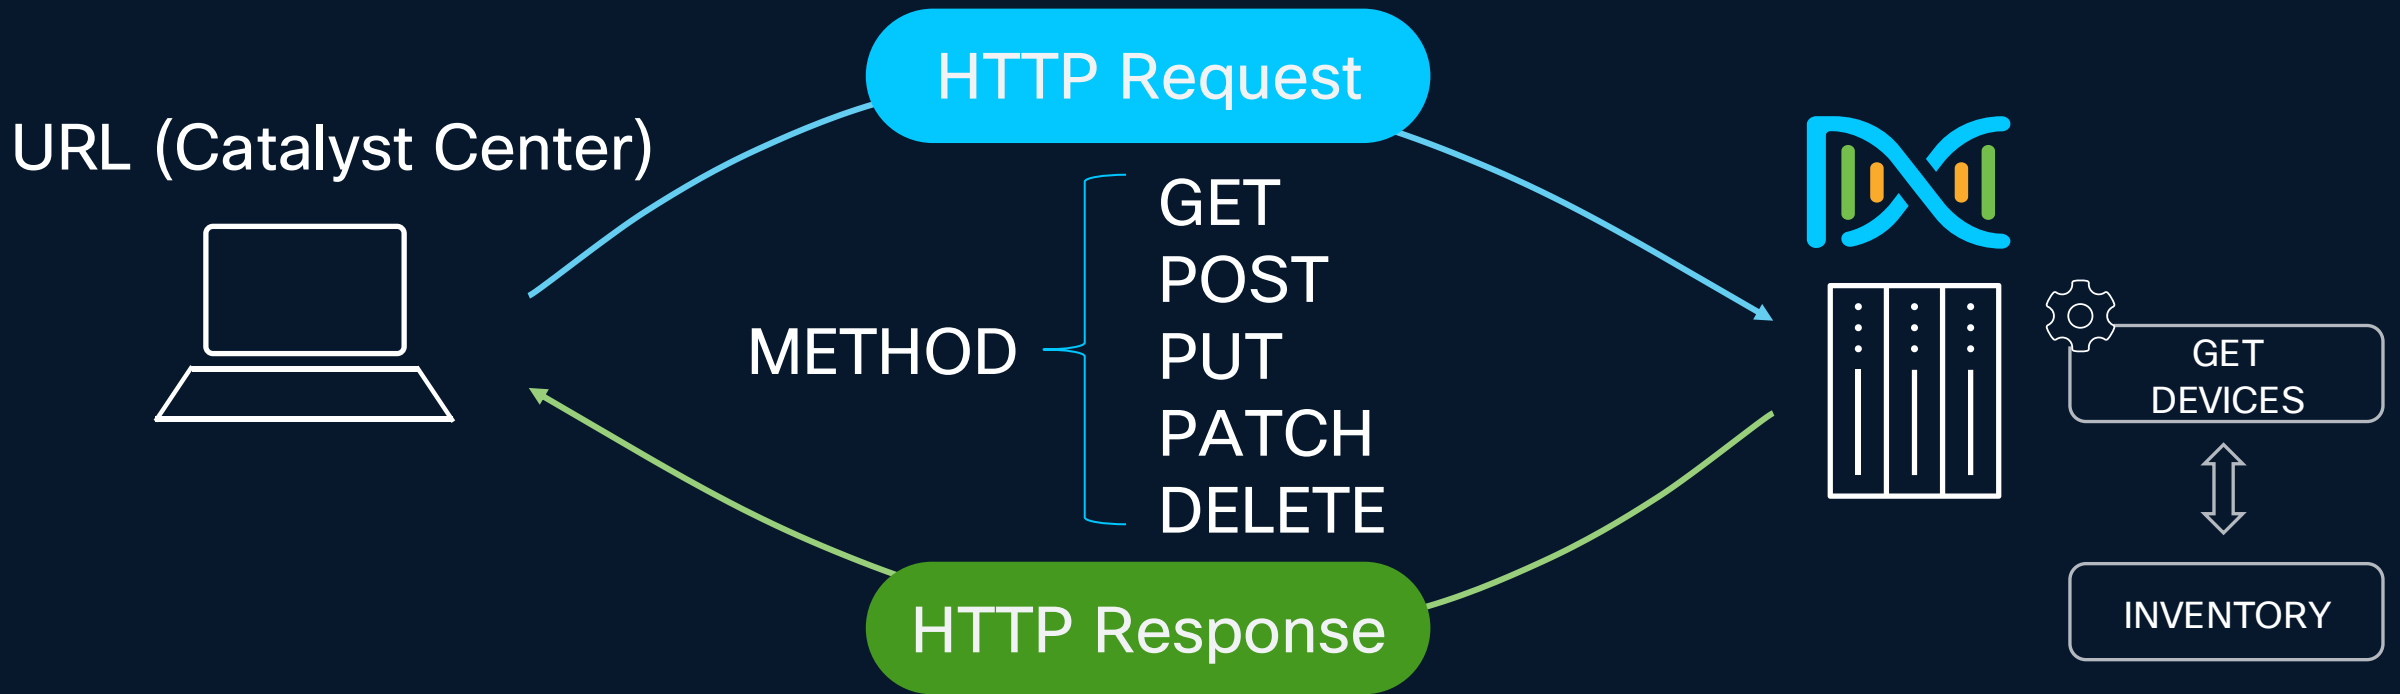 HTTP Request
URL (Catalyst Center)
METHOD
GET
POST
PUT
PATCH
DELETE
GET
DEVICES
INVENTORY
HTTP Response